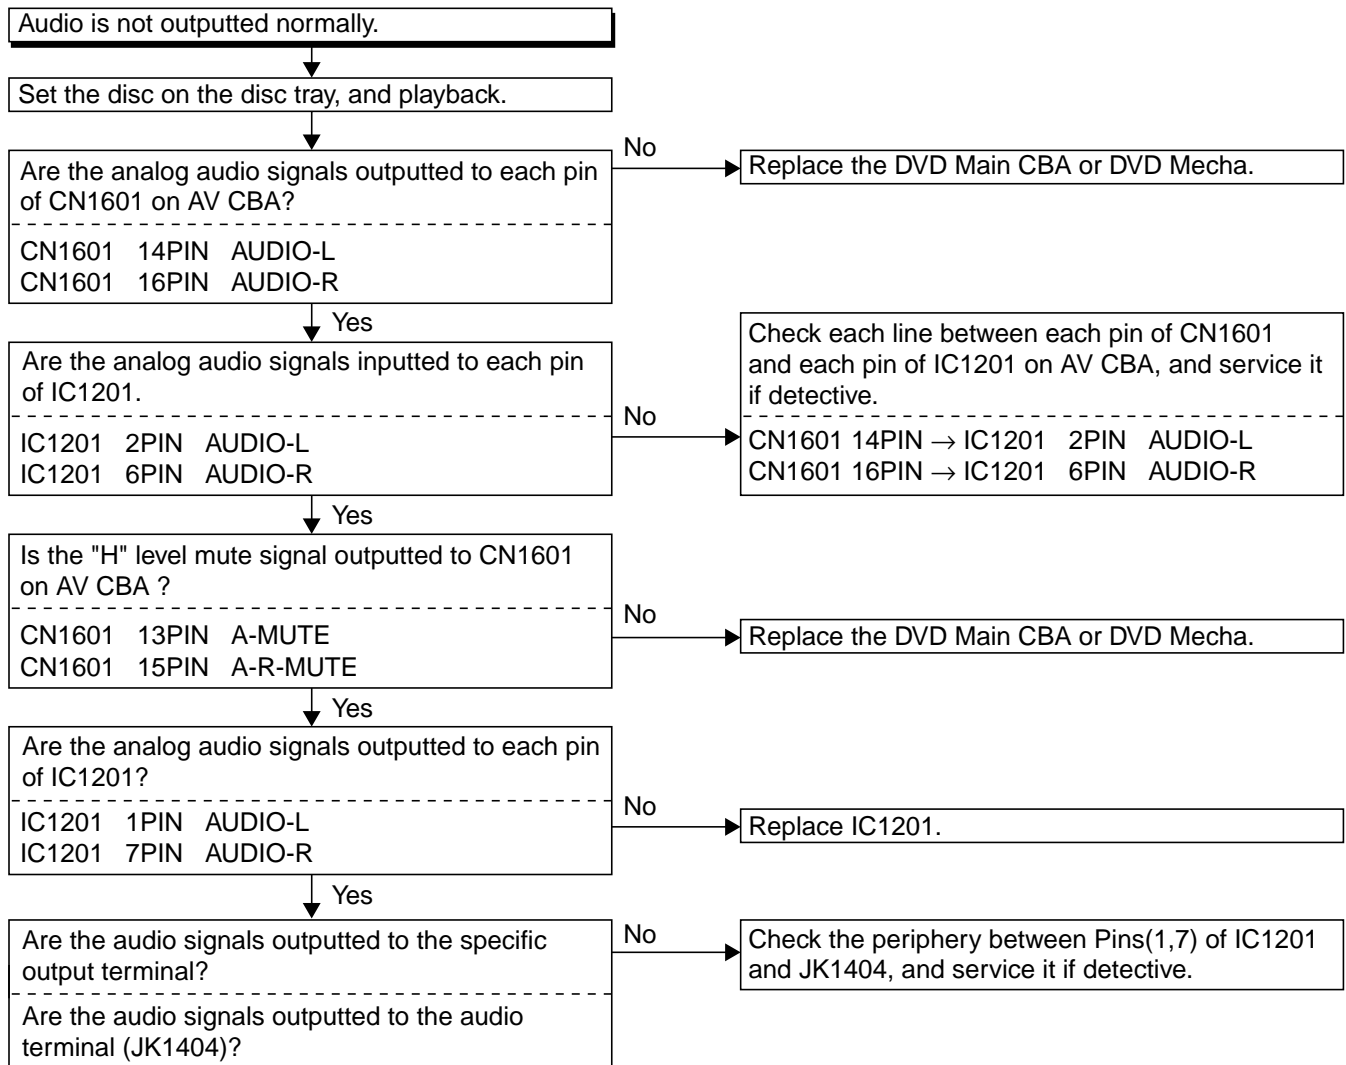 Audio is not outputted normally.
Set the disc on the disc tray, and playback.
Are the analog audio signals outputted to each pin
of CN1601 on AV CBA?
CN1601 14PIN AUDIO-L
CN1601 16PIN AUDIO-R
No
Replace the DVD Main CBA or DVD Mecha.
Yes
Are the analog audio signals inputted to each pin
of IC1201.
IC1201 2PIN AUDIO-L
IC1201 6PIN AUDIO-R
No
Check each line between each pin of CN1601
and each pin of IC1201 on AV CBA, and service it
if detective.
CN1601 14PIN → IC1201 2PIN AUDIO-L
CN1601 16PIN → IC1201 6PIN AUDIO-R
Yes
Is the "H" level mute signal outputted to CN1601
on AV CBA ?
CN1601 13PIN A-MUTE
CN1601 15PIN A-R-MUTE
No
Replace the DVD Main CBA or DVD Mecha.
Yes
Are the analog audio signals outputted to each pin
of IC1201?
IC1201 1PIN AUDIO-L
IC1201 7PIN AUDIO-R
No
Replace IC1201.
Yes
Are the audio signals outputted to the specific
output terminal?
Are the audio signals outputted to the audio
terminal (JK1404)?
No
Check the periphery between Pins(1,7) of IC1201
and JK1404, and service it if detective.